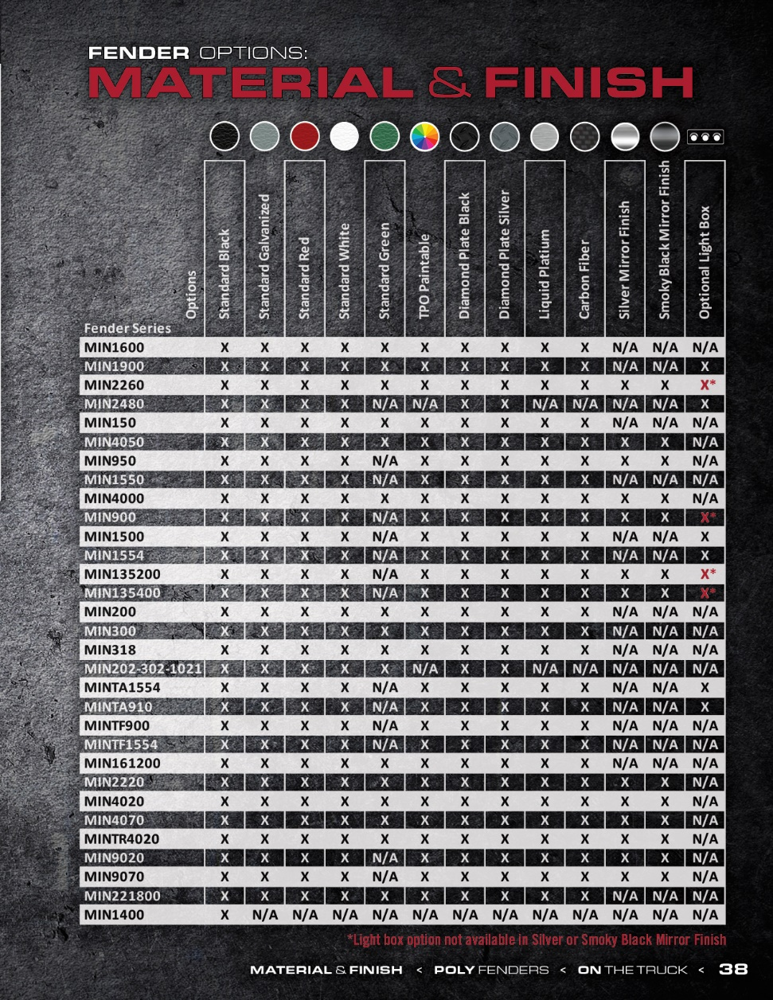 FENDER OPTIONS:
MATERIAL & FINISH
Options
Standard Black
Standard Galvanized
Standard Red
Standard White
Standard Green
TPO Paintable
Diamond Plate Black
Diamond Plate Silver
Liquid Platium
Carbon Fiber
Silver Mirror Finish
Smoky Black Mirror Finish
Optional Light Box
Fender Series
MIN1600 X X X X X X X X X X N/A N/A N/A
MIN1900 X X X X X X X X X X N/A N/A X
MIN2260 X X X X X X X X X X X X X*
MIN2480 X X X X N/A N/A X X N/A N/A N/A N/A X
MIN150 X X X X X X X X X X N/A N/A N/A
MIN4050 X X X X X X X X X X X X N/A
MIN950 X X X X N/A X X X X X X X N/A
MIN1550 X X X X N/A X X X X X N/A N/A N/A
MIN4000 X X X X X X X X X X X X N/A
MIN900 X X X X N/A X X X X X X X X*
MIN1500 X X X X N/A X X X X X N/A N/A X
MIN1554 X X X X N/A X X X X X N/A N/A X
MIN135200 X X X X N/A X X X X X X X X*
MIN135400 X X X X N/A X X X X X X X X*
MIN200 X X X X X X X X X X N/A N/A N/A
MIN300 X X X X X X X X X X N/A N/A N/A
MIN318 X X X X X X X X X X N/A N/A N/A
MIN202-302-1021 X X X X X N/A X X N/A N/A N/A N/A N/A
MINTA1554 X X X X N/A X X X X X N/A N/A X
MINTA910 X X X X N/A X X X X X N/A N/A X
MINTF900 X X X X N/A X X X X X N/A N/A N/A
MINTF1554 X X X X N/A X X X X X N/A N/A N/A
MIN161200 X X X X X X X X X X N/A N/A N/A
MIN2220 X X X X X X X X X X X X N/A
MIN4020 X X X X X X X X X X X X N/A
MIN4070 X X X X X X X X X X X X N/A
MINTR4020 X X X X X X X X X X X X N/A
MIN9020 X X X X N/A X X X X X X X N/A
MIN9070 X X X X N/A X X X X X X X N/A
MIN221800 X X X X X X X X X X N/A N/A N/A
MIN1400 X N/A N/A N/A N/A N/A N/A N/A N/A N/A N/A N/A N/A
*Light box option not available in Silver or Smoky Black Mirror Finish
MATERIAL & FINISH < POLY FENDERS < ON THE TRUCK < 38